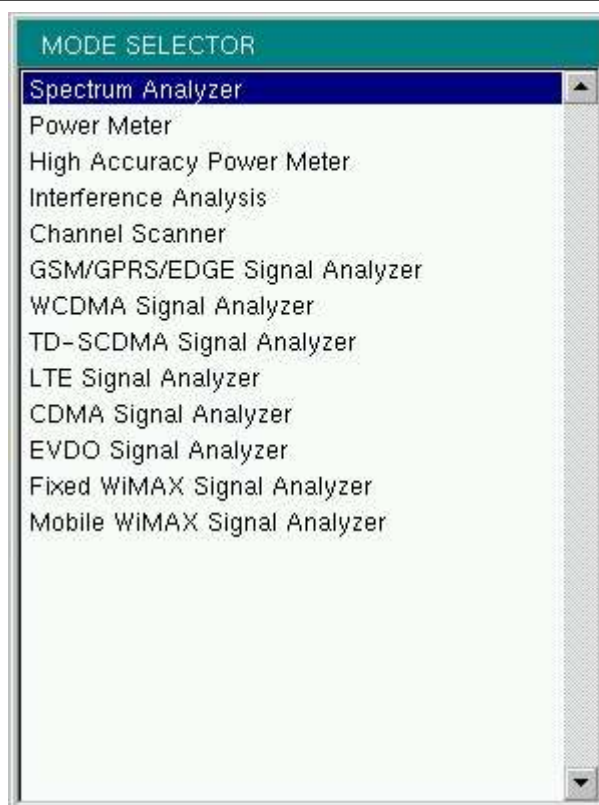 MODE SELECTOR
Spectrum Analyzer
Power Meter
High Accuracy Power Meter
Interference Analysis
Channel Scanner
GSM/GPRS/EDGE Signal Analyzer
WCDMA Signal Analyzer
TD-SCDMA Signal Analyzer
LTE Signal Analyzer
CDMA Signal Analyzer
EVDO Signal Analyzer
Fixed WiMAX Signal Analyzer
Mobile WiMAX Signal Analyzer